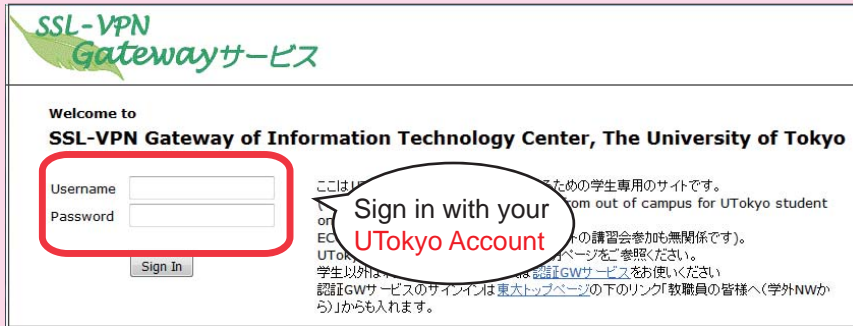 SSL-VPN
Gatewayサービス
Welcome to
SSL-VPN Gateway of Information Technology Center, The University of Tokyo
Username
Password
Sign In
Sign in with your
UTokyo Account
ここは
ための学生専用のサイトです。
from out of campus for UTokyo student
on
EC
トの講習会参加も無関係です)。
UTok
ページをご参照ください。
学生以外は
は認証GWサービスをお使いください
認証GWサービスのサインインは東大トップページの下のリンク「教職員の皆様へ(学外NWか
ら)」からも入れます。